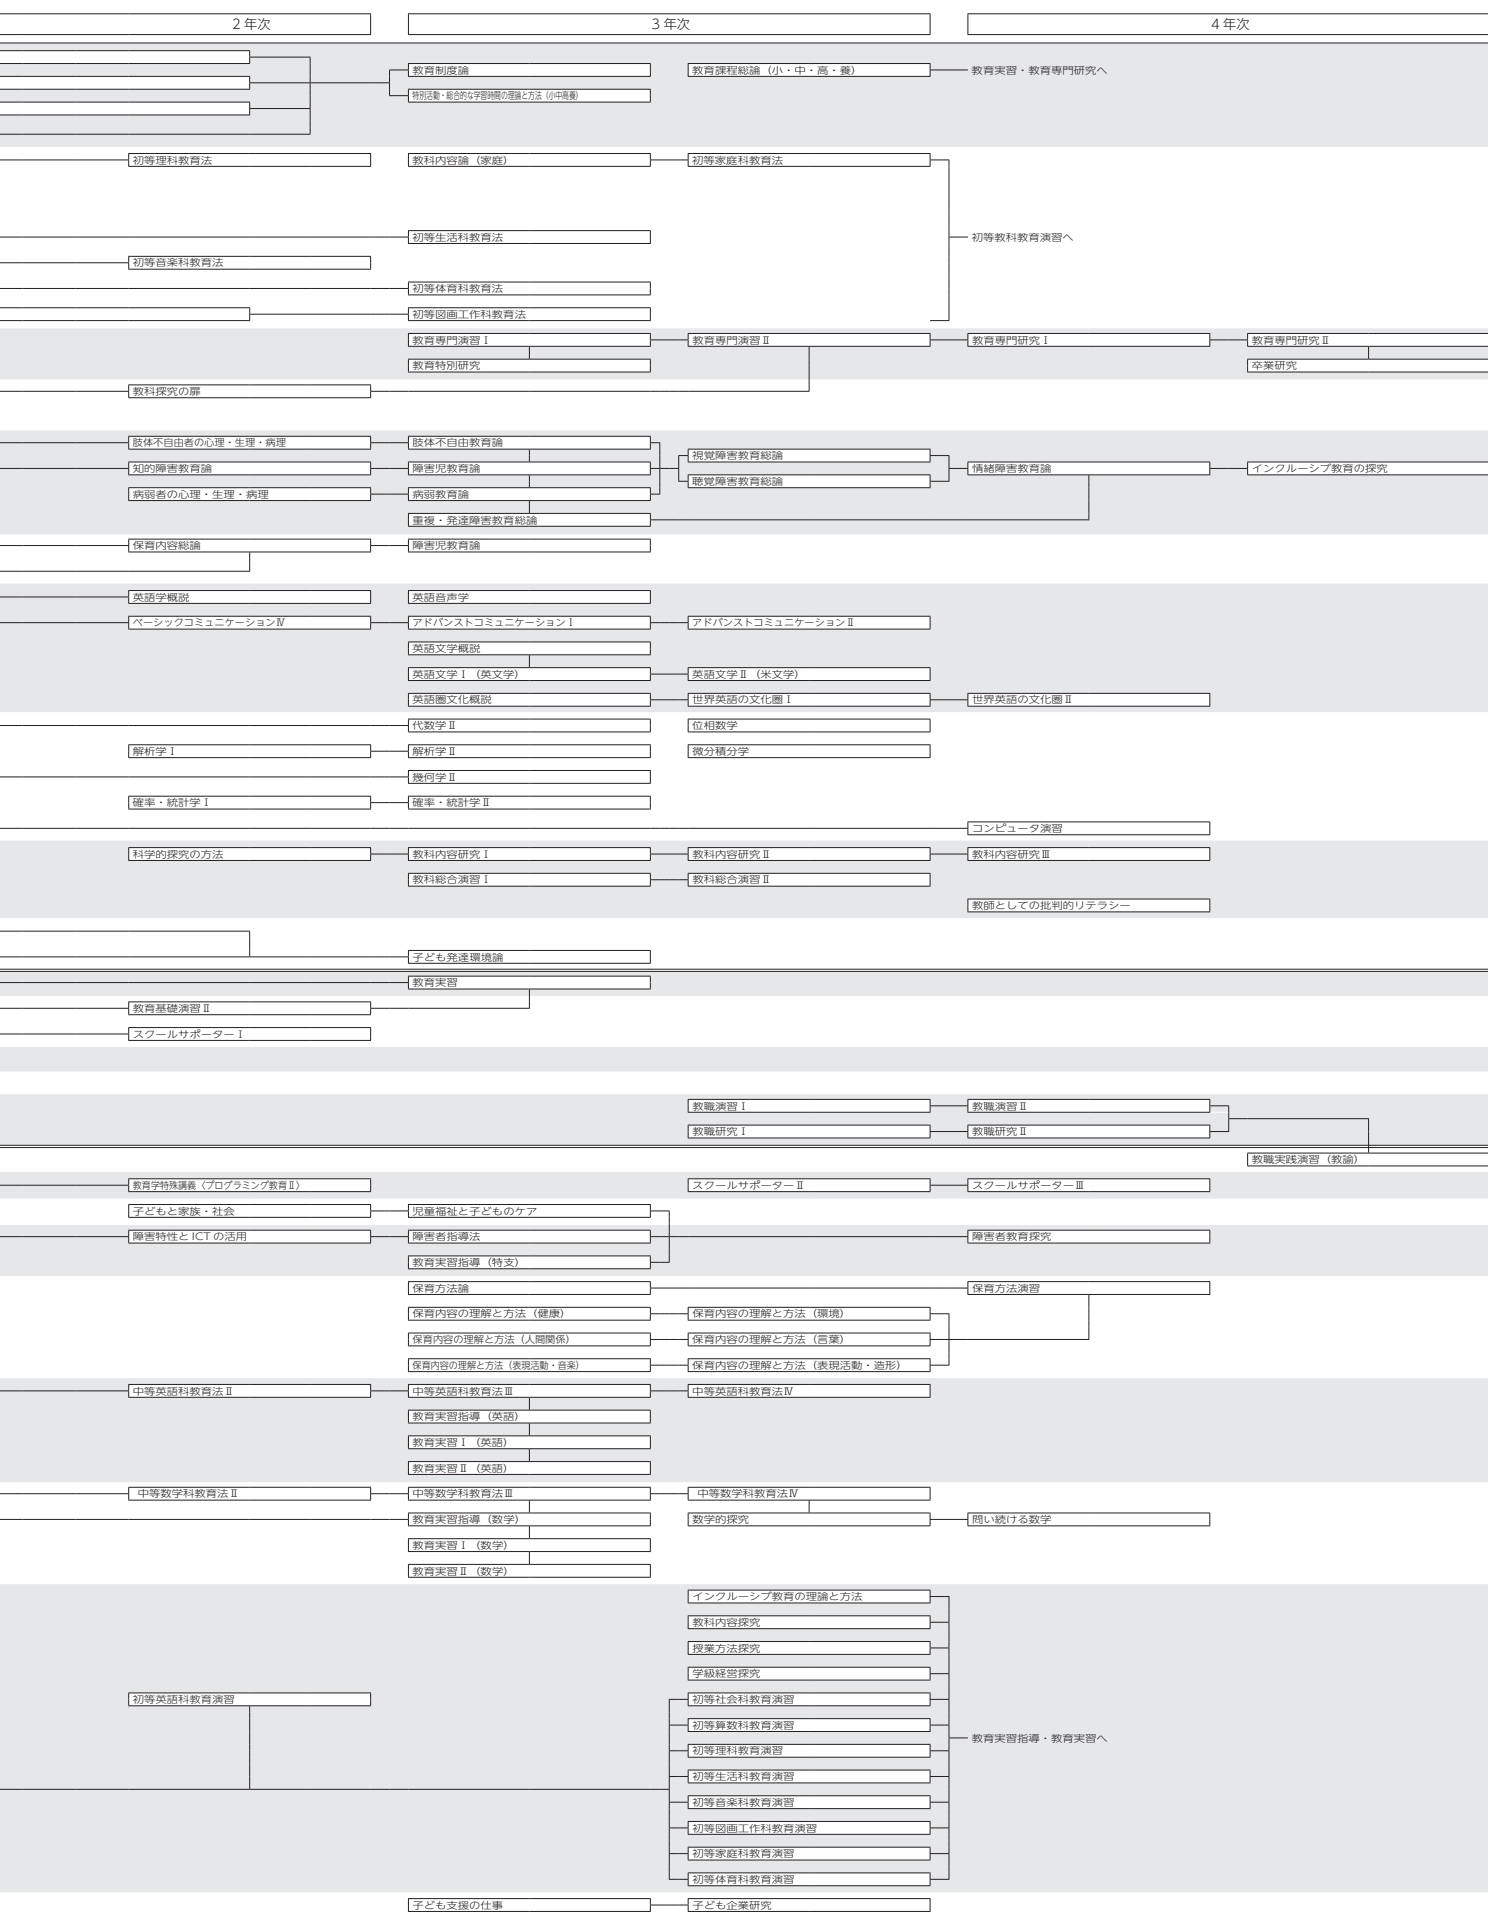 2 年次
3 年次
4 年次
教育制度論
教育課程総論（小・中・高・養）
教育実習・教育専門研究へ
特別活動・総合的な学習時間の理論と方法（小中高養）
初等理科教育法
教科内容論（家庭）
初等家庭科教育法
初等生活科教育法
初等教科教育演習へ
初等音楽科教育法
初等体育科教育法
初等図画工作科教育法
教育専門演習Ⅰ
教育専門演習Ⅱ
教育専門研究Ⅰ
教育専門研究Ⅱ
教育特別研究
卒業研究
教科探究の扉
肢体不自由者の心理・生理・病理
肢体不自由教育論
視覚障害教育総論
知的障害教育論
障害児教育論
情緒障害教育論
インクルーシブ教育の探究
聴覚障害教育総論
病弱者の心理・生理・病理
病弱教育論
重複・発達障害教育総論
保育内容総論
障害児教育論
英語学概説
英語音声学
ベーシックコミュニケーションⅣ
アドバンストコミュニケーションⅠ
アドバンストコミュニケーションⅡ
英語文学概説
英語文学Ⅰ（英文学）
英語文学Ⅱ（米文学）
英語圏文化概説
世界英語の文化圏Ⅰ
世界英語の文化圏Ⅱ
代数学Ⅱ
位相数学
解析学Ⅰ
解析学Ⅱ
微分積分学
幾何学Ⅱ
確率・統計学Ⅰ
確率・統計学Ⅱ
コンピュータ演習
科学的探究の方法
教科内容研究Ⅰ
教科内容研究Ⅱ
教科内容研究Ⅲ
教科総合演習Ⅰ
教科総合演習Ⅱ
教師としての批判的リテラシー
子ども発達環境論
教育実習
教育基礎演習Ⅱ
スクールサポーターⅠ
教職演習Ⅰ
教職演習Ⅱ
教職研究Ⅰ
教職研究Ⅱ
教職実践演習（教諭）
教育学特殊講義〈プログラミング教育Ⅱ〉
スクールサポーターⅡ
スクールサポーターⅢ
子どもと家族・社会
児童福祉と子どものケア
障害特性と ICT の活用
障害者指導法
障害者教育探究
教育実習指導（特支）
保育方法論
保育方法演習
保育内容の理解と方法（健康）
保育内容の理解と方法（環境）
保育内容の理解と方法（人間関係）
保育内容の理解と方法（言葉）
保育内容の理解と方法（表現活動・音楽）
保育内容の理解と方法（表現活動・造形）
中等英語科教育法Ⅱ
中等英語科教育法Ⅲ
中等英語科教育法Ⅳ
教育実習指導（英語）
教育実習Ⅰ（英語）
教育実習Ⅱ（英語）
中等数学科教育法Ⅱ
中等数学科教育法Ⅲ
中等数学科教育法Ⅳ
教育実習指導（数学）
数学的探究
問い続ける数学
教育実習Ⅰ（数学）
教育実習Ⅱ（数学）
インクルーシブ教育の理論と方法
教科内容探究
授業方法探究
学級経営探究
初等英語科教育演習
初等社会科教育演習
初等算数科教育演習
教育実習指導・教育実習へ
初等理科教育演習
初等生活科教育演習
初等音楽科教育演習
初等図画工作科教育演習
初等家庭科教育演習
初等体育科教育演習
子ども支援の仕事
子ども企業研究